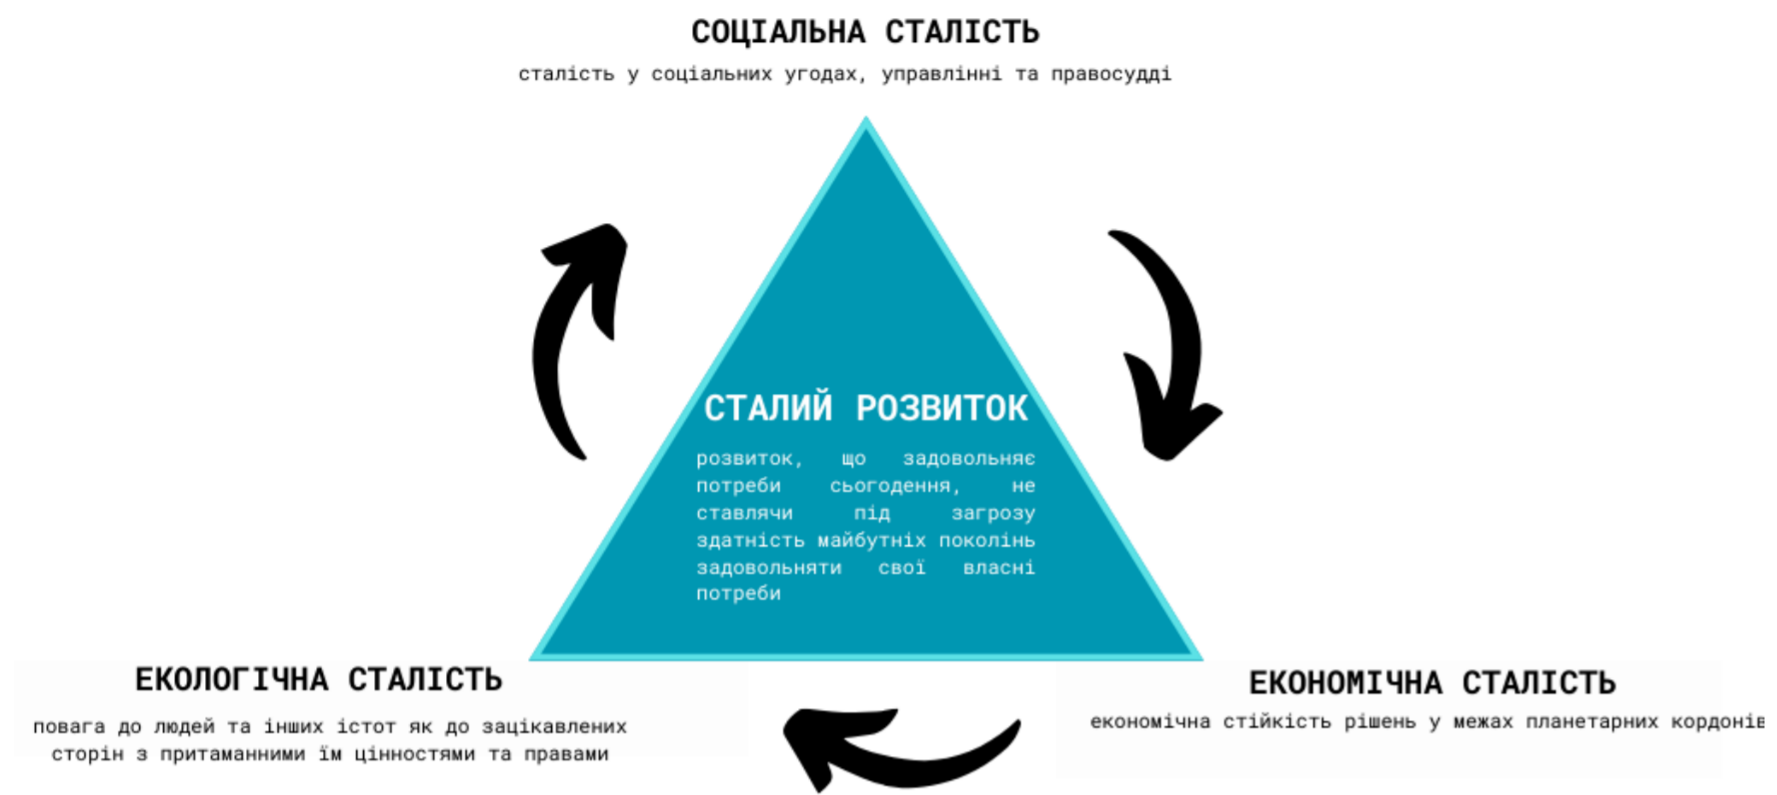 СОЦІАЛЬНА СТАЛІСТЬ
сталість у соціальних угодах, управлінні та правосудді
СТАЛИЙ РОЗВИТОК
розвиток, що задовольняє
потреби сьогодення, не
ставлячи під загрозу
здатність майбутніх поколінь
задовольняти свої власні
потреби
ЕКОЛОГІЧНА СТАЛІСТЬ
повага до людей та інших істот як до зацікавлених
сторін з притаманними їм цінностями та правами
ЕКОНОМІЧНА СТАЛІСТЬ
економічна стійкість рішень у межах планетарних кордонів